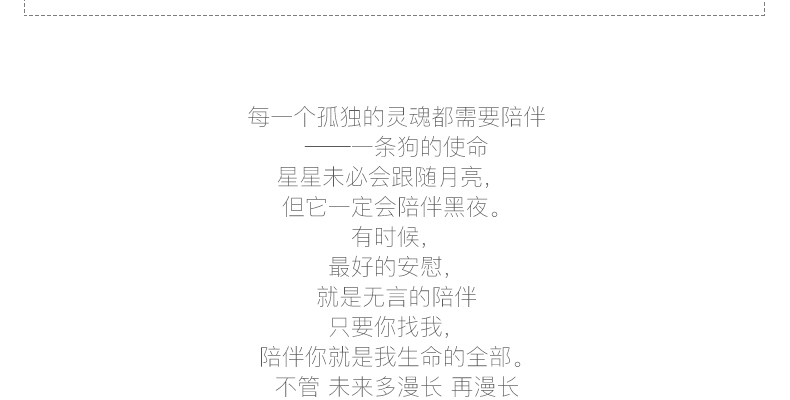 每一个孤独的灵魂都需要陪伴
———一条狗的使命
星星未必会跟随月亮，
但它一定会陪伴黑夜。
有时候，
最好的安慰，
就是无言的陪伴
只要你找我，
陪伴你就是我生命的全部。
不管 未来多漫长 再漫长